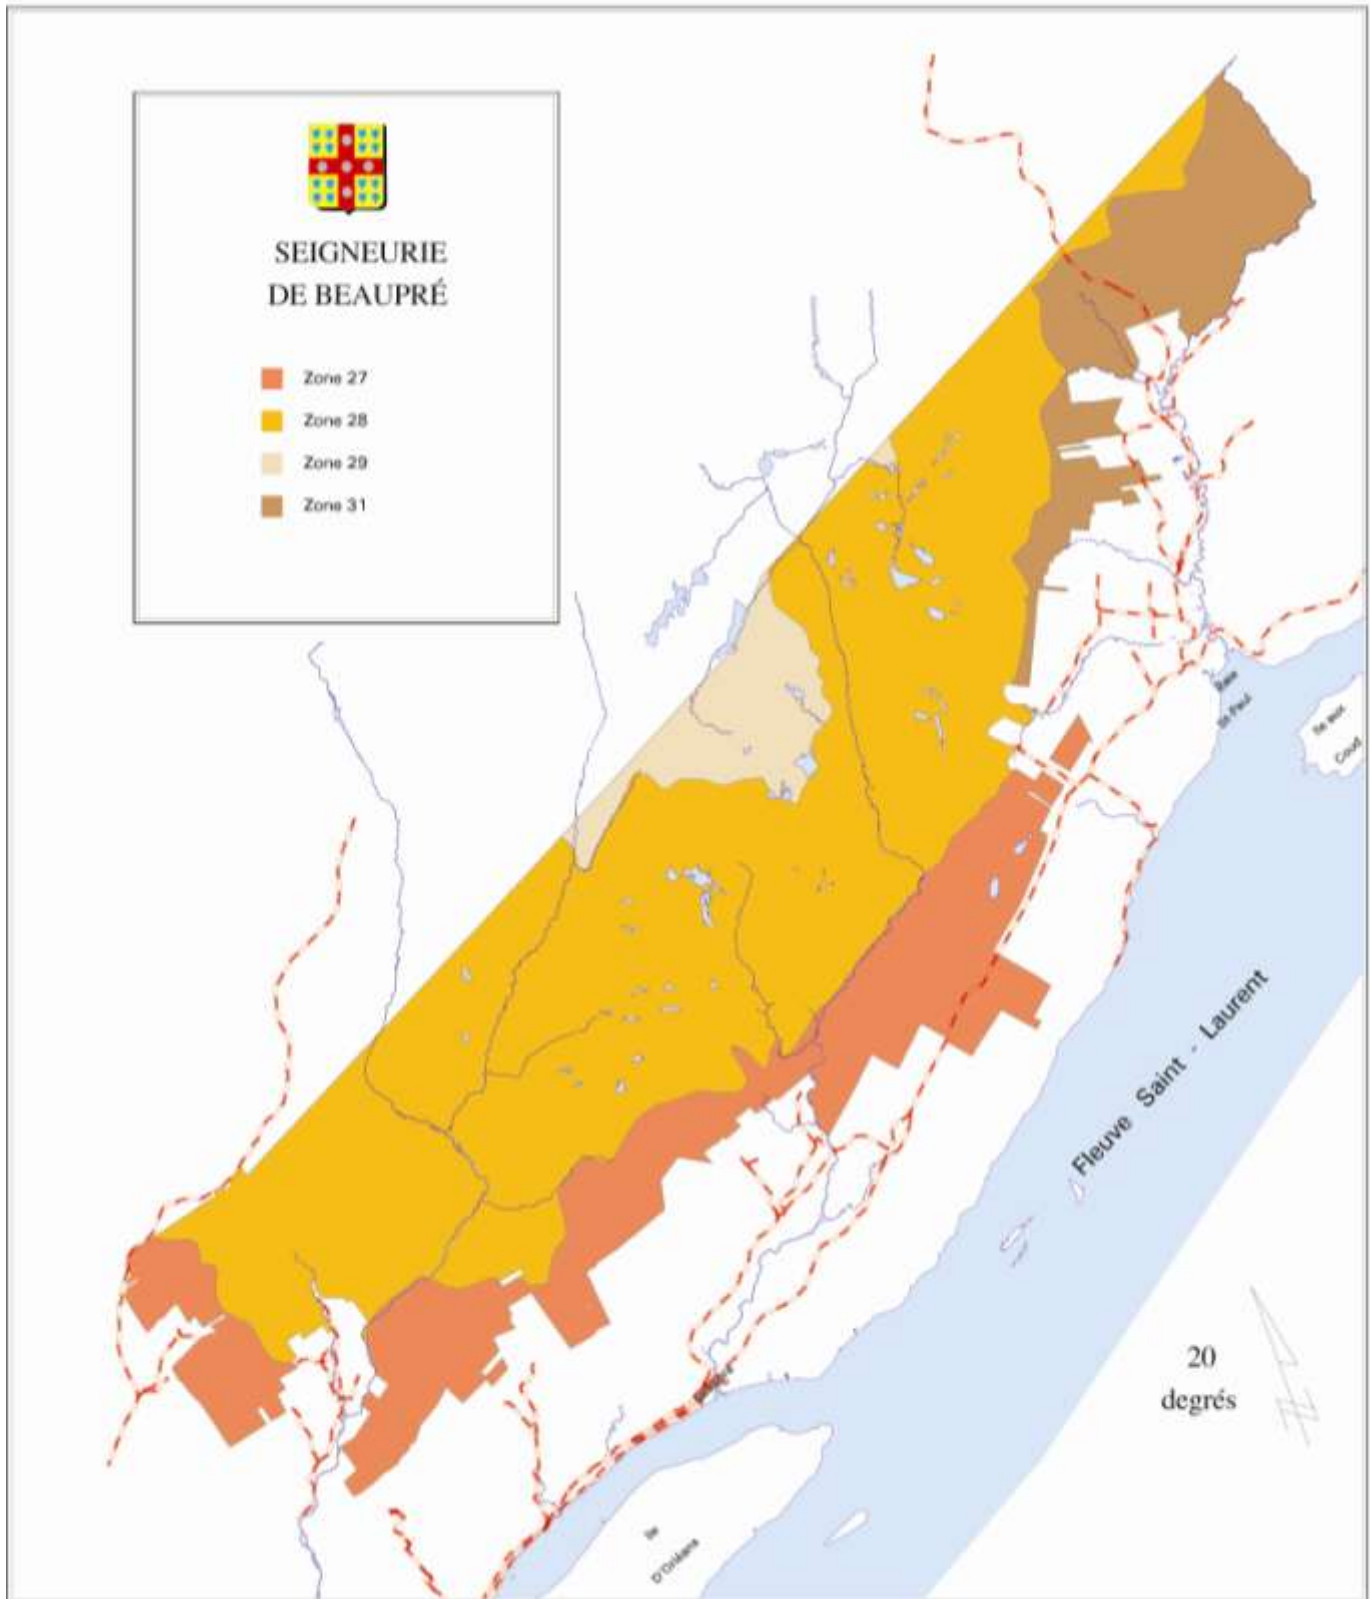 SEIGNEURIE
DE BEAUPRÉ
Zone 27
Zone 28
Zone 29
Zone 31
Baie
St-Paul
Ile aux
Coud
Fleuve Saint - Laurent
20
degrés
Ile
D'Orléans